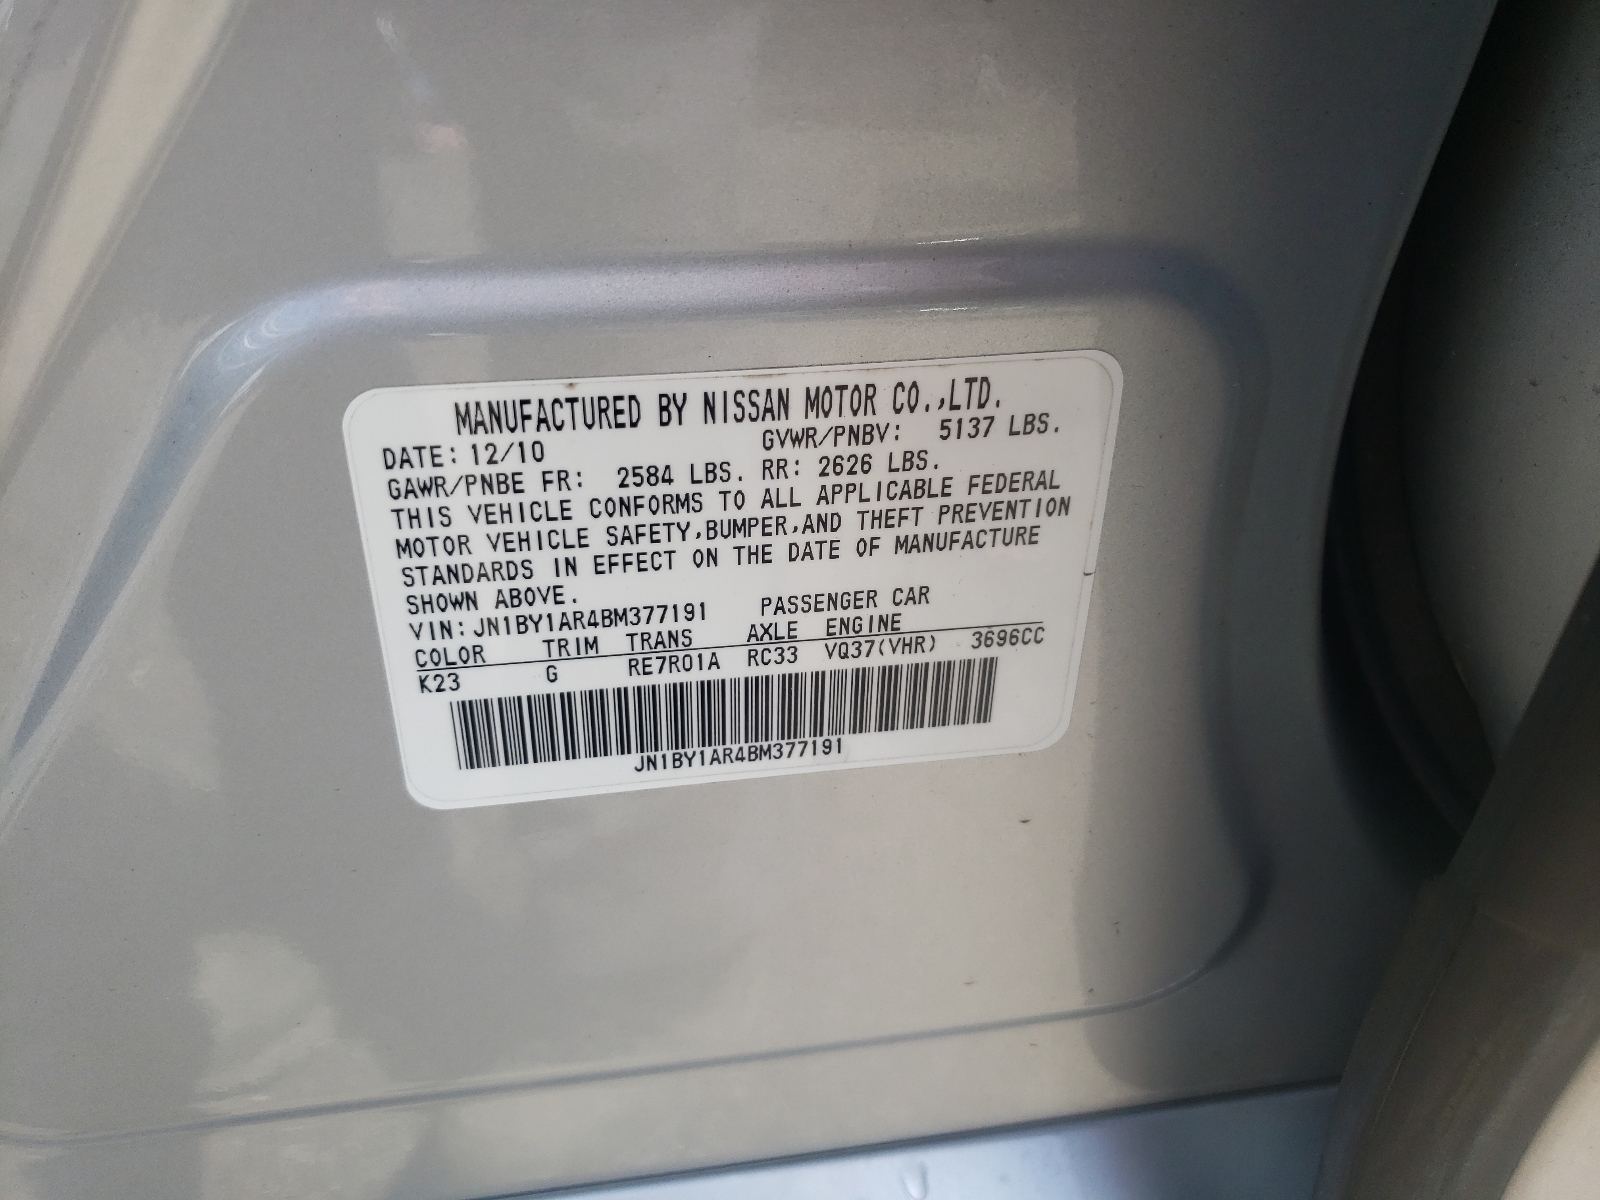 MANUFACTURED BY NISSAN MOTOR CO.,LTD.
DATE: 12/10 GVWR/PNBV: 5137 LBS.
GAWR/PNBE FR: 2584 LBS. RR: 2626 LBS.
THIS VEHICLE CONFORMS TO ALL APPLICABLE FEDERAL
MOTOR VEHICLE SAFETY,BUMPER,AND THEFT PREVENTION
STANDARDS IN EFFECT ON THE DATE OF MANUFACTURE
SHOWN ABOVE.
VIN: JN1BY1AR4BM377191 PASSENGER CAR
COLOR TRIM TRANS AXLE ENGINE
K23 G RE7R01A RC33 VQ37(VHR) 3696CC
JN1BY1AR4BM377191